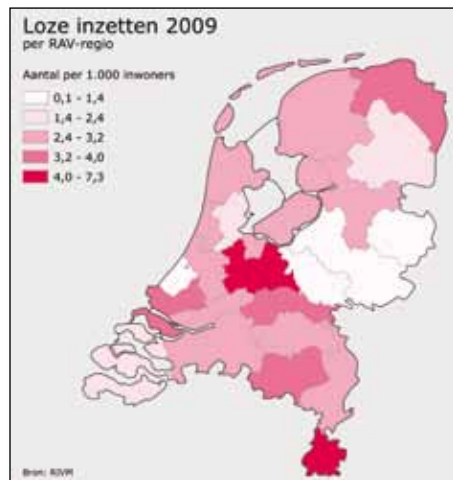 Loze inzetten 2009
per RAV-regio
Aantal per 1.000 inwoners
0,1 - 1,4
1,4 - 2,4
2,4 - 3,2
3,2 - 4,0
4,0 - 7,3
Bron: RIVM